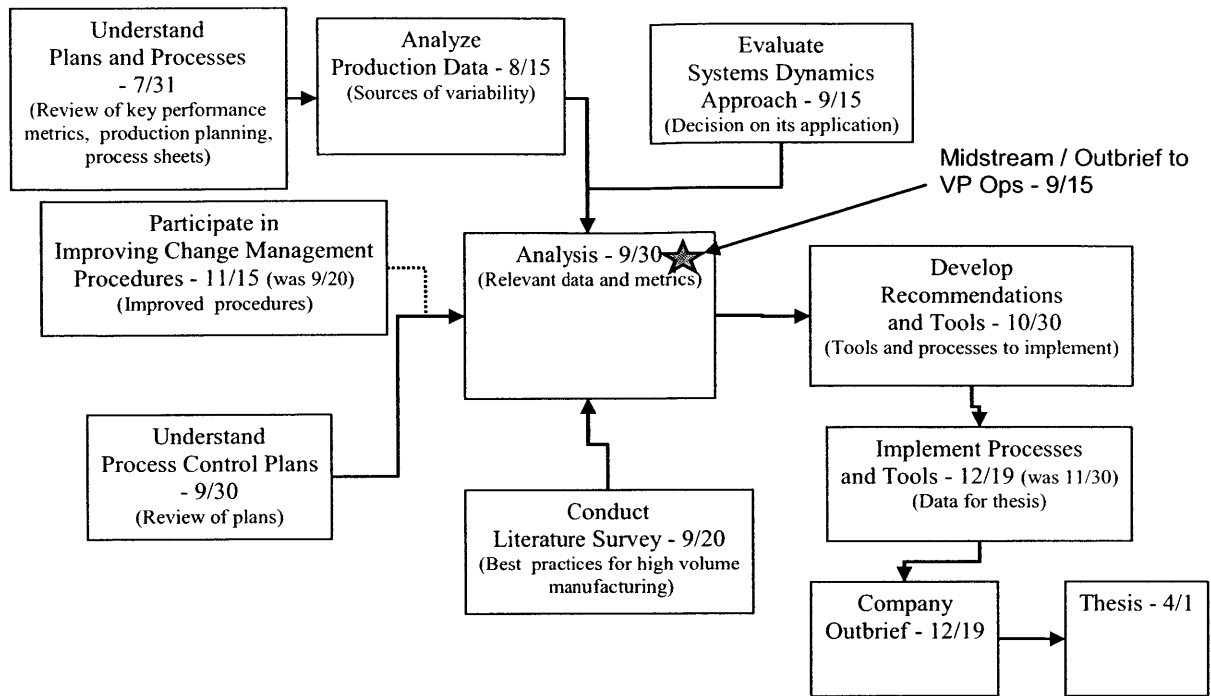 Understand
Plans and Processes
- 7/31
(Review of key performance
metrics, production planning,
process sheets)
Analyze
Production Data - 8/15
(Sources of variability)
Evaluate
Systems Dynamics
Approach - 9/15
(Decision on its application)
Midstream / Outbrief to
VP Ops - 9/15
Participate in
Improving Change Management
Procedures - 11/15 (was 9/20)
(Improved procedures)
Analysis - 9/30
(Relevant data and metrics)
Develop
Recommendations
and Tools - 10/30
(Tools and processes to implement)
Understand
Process Control Plans
- 9/30
(Review of plans)
Conduct
Literature Survey - 9/20
(Best practices for high volume
manufacturing)
Implement Processes
and Tools - 12/19 (was 11/30)
(Data for thesis)
Company
Outbrief - 12/19
Thesis - 4/1